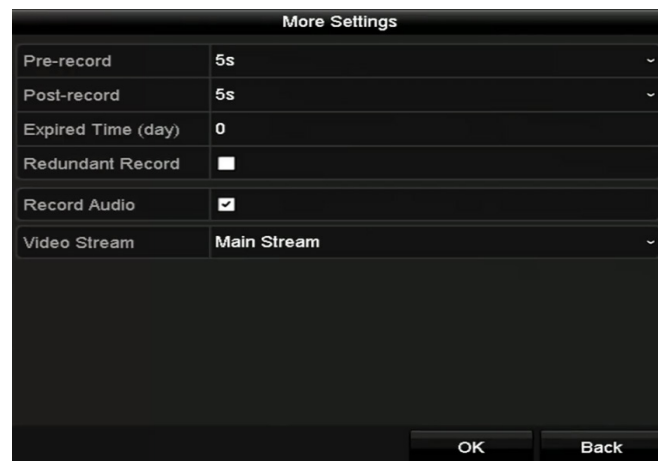 More Settings
Pre-record 5s
Post-record 5s
Expired Time (day) 0
Redundant Record
Record Audio
Video Stream Main Stream
OK Back